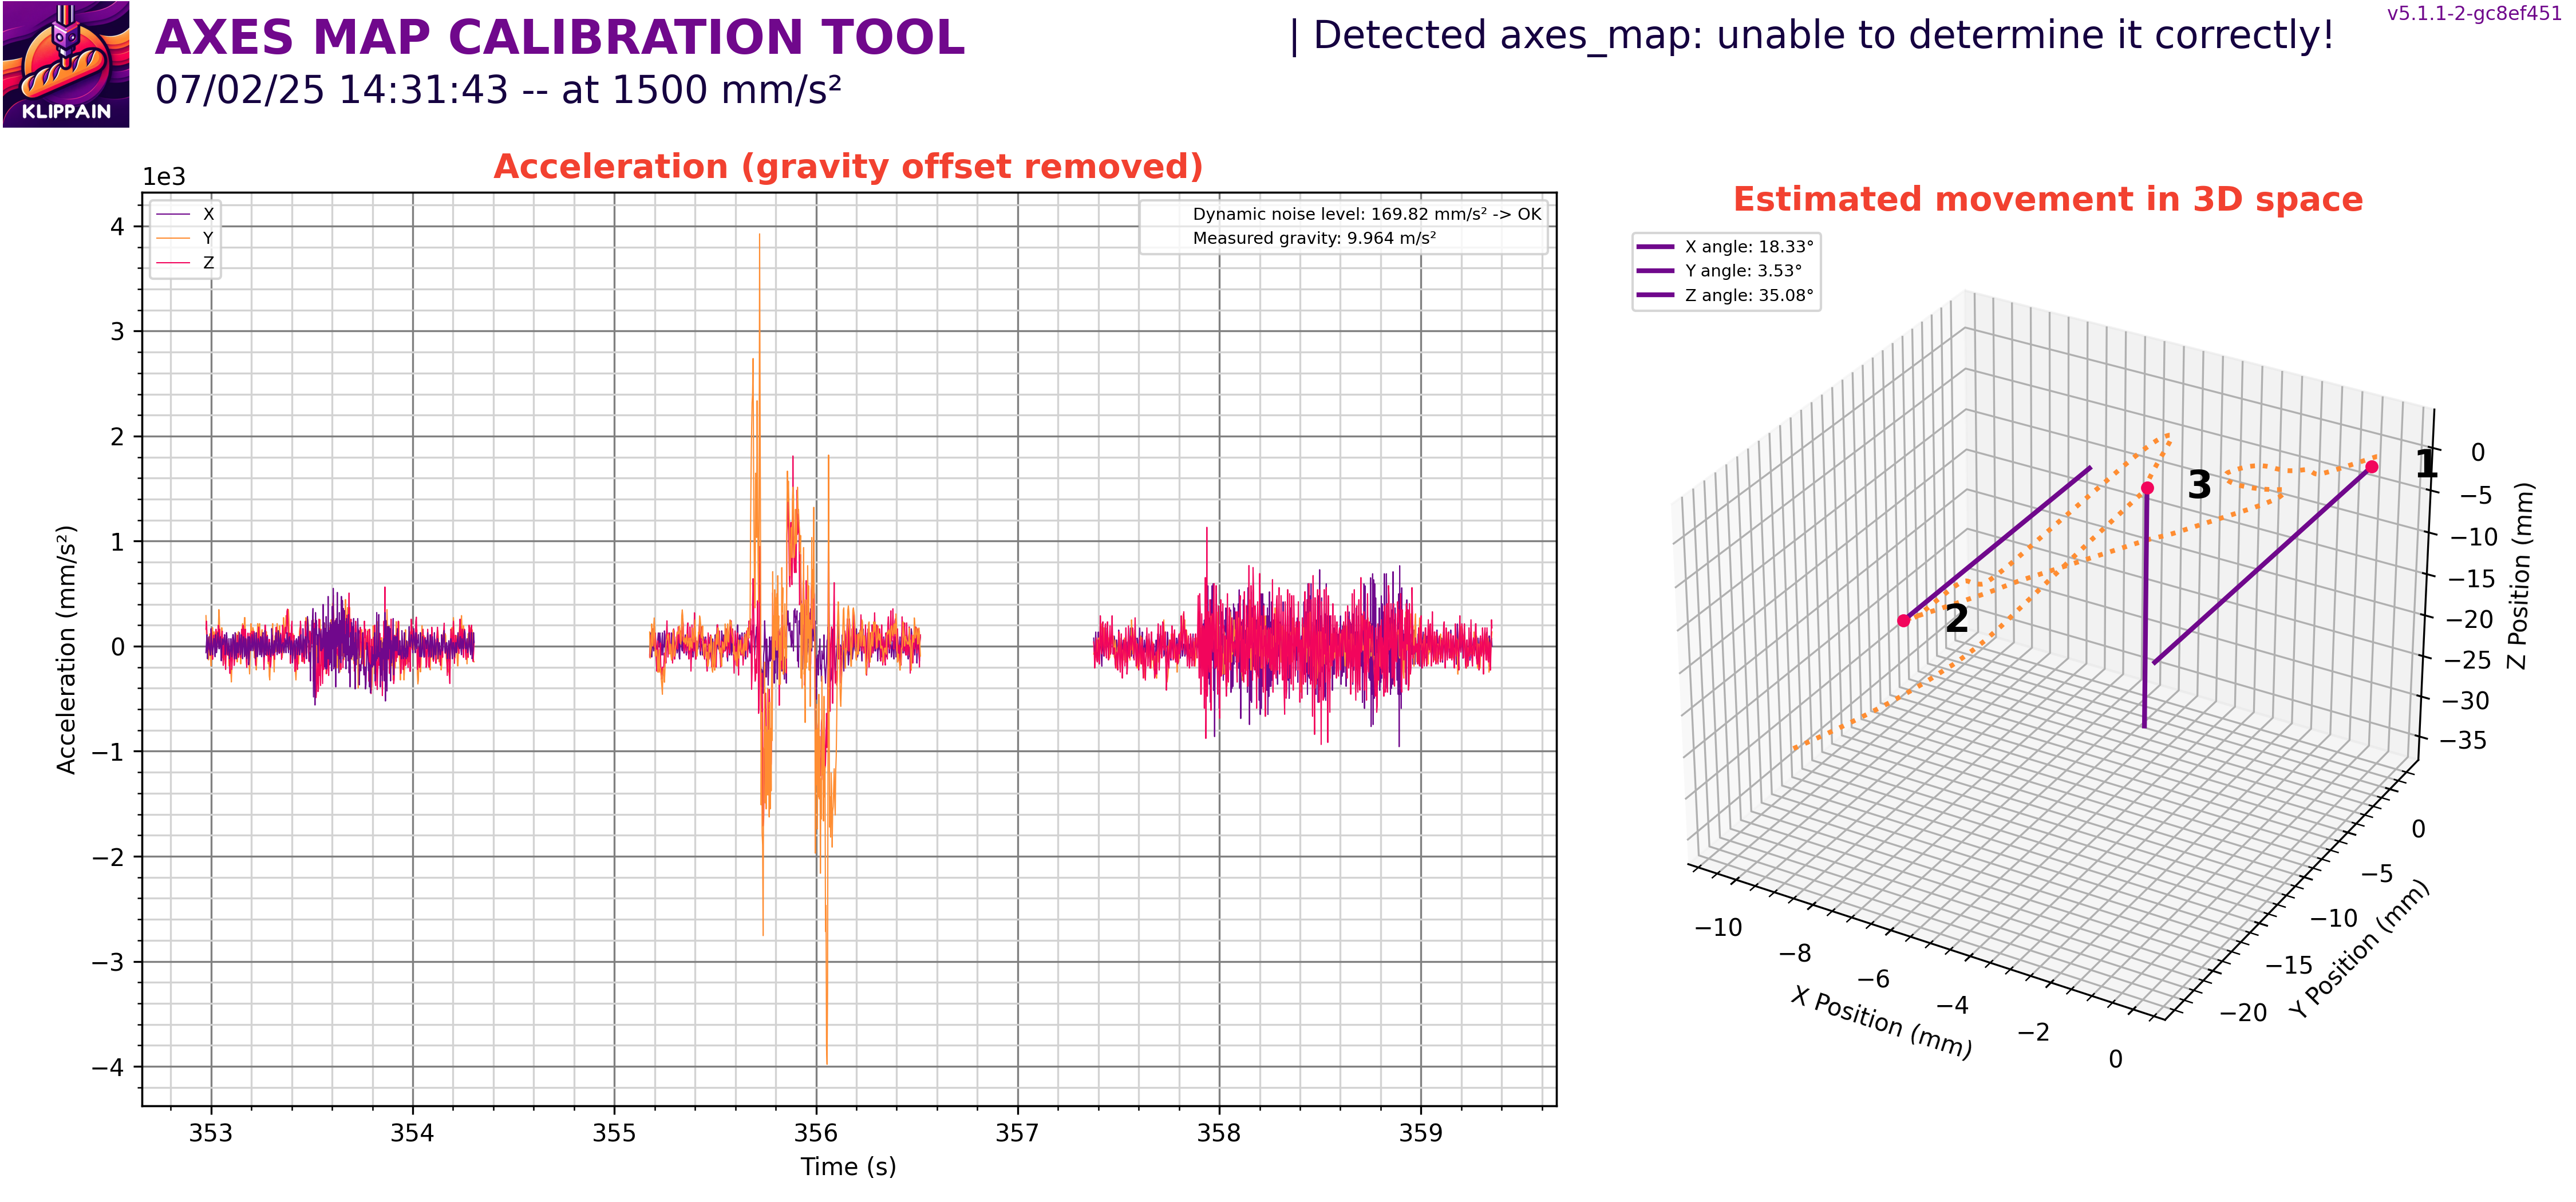 KLIPPAIN
AXES MAP CALIBRATION TOOL
07/02/25 14:31:43 -- at 1500 mm/s²
| Detected axes_map: unable to determine it correctly!
v5.1.1-2-gc8ef451
Acceleration (gravity offset removed)
1e3
X
Y
Z
Dynamic noise level: 169.82 mm/s² -> OK
Measured gravity: 9.964 m/s²
4
3
2
1
0
−1
−2
−3
−4
Acceleration (mm/s²)
353
354
355
356
357
358
359
Time (s)
Estimated movement in 3D space
X angle: 18.33°
Y angle: 3.53°
Z angle: 35.08°
1
2
3
0
−5
−10
−15
−20
−25
−30
−35
Z Position (mm)
0
−5
−10
−15
−20
Y Position (mm)
−10
−8
−6
−4
−2
0
X Position (mm)